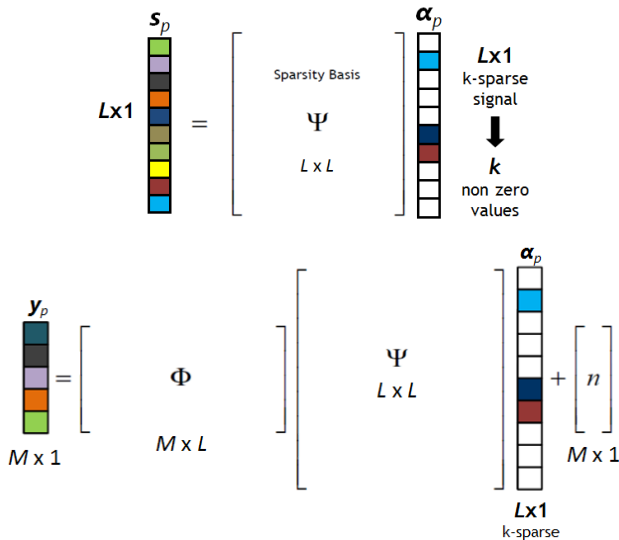 s_p
α_p
Sparsity Basis
Lx1
k-sparse
signal
Lx1
=
Ψ
L x L
k
non zero
values
α_p
y_p
=
Φ
Ψ
L x L
+
n
M x L
M x 1
M x 1
Lx1
k-sparse